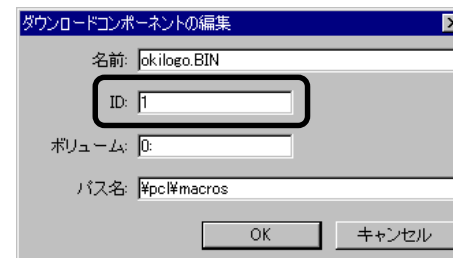 ダウンロードコンポーネントの編集
名前: okilogo.BIN
ID: 1
ボリューム: 0:
パス名: ¥pcl¥macros
OK キャンセル